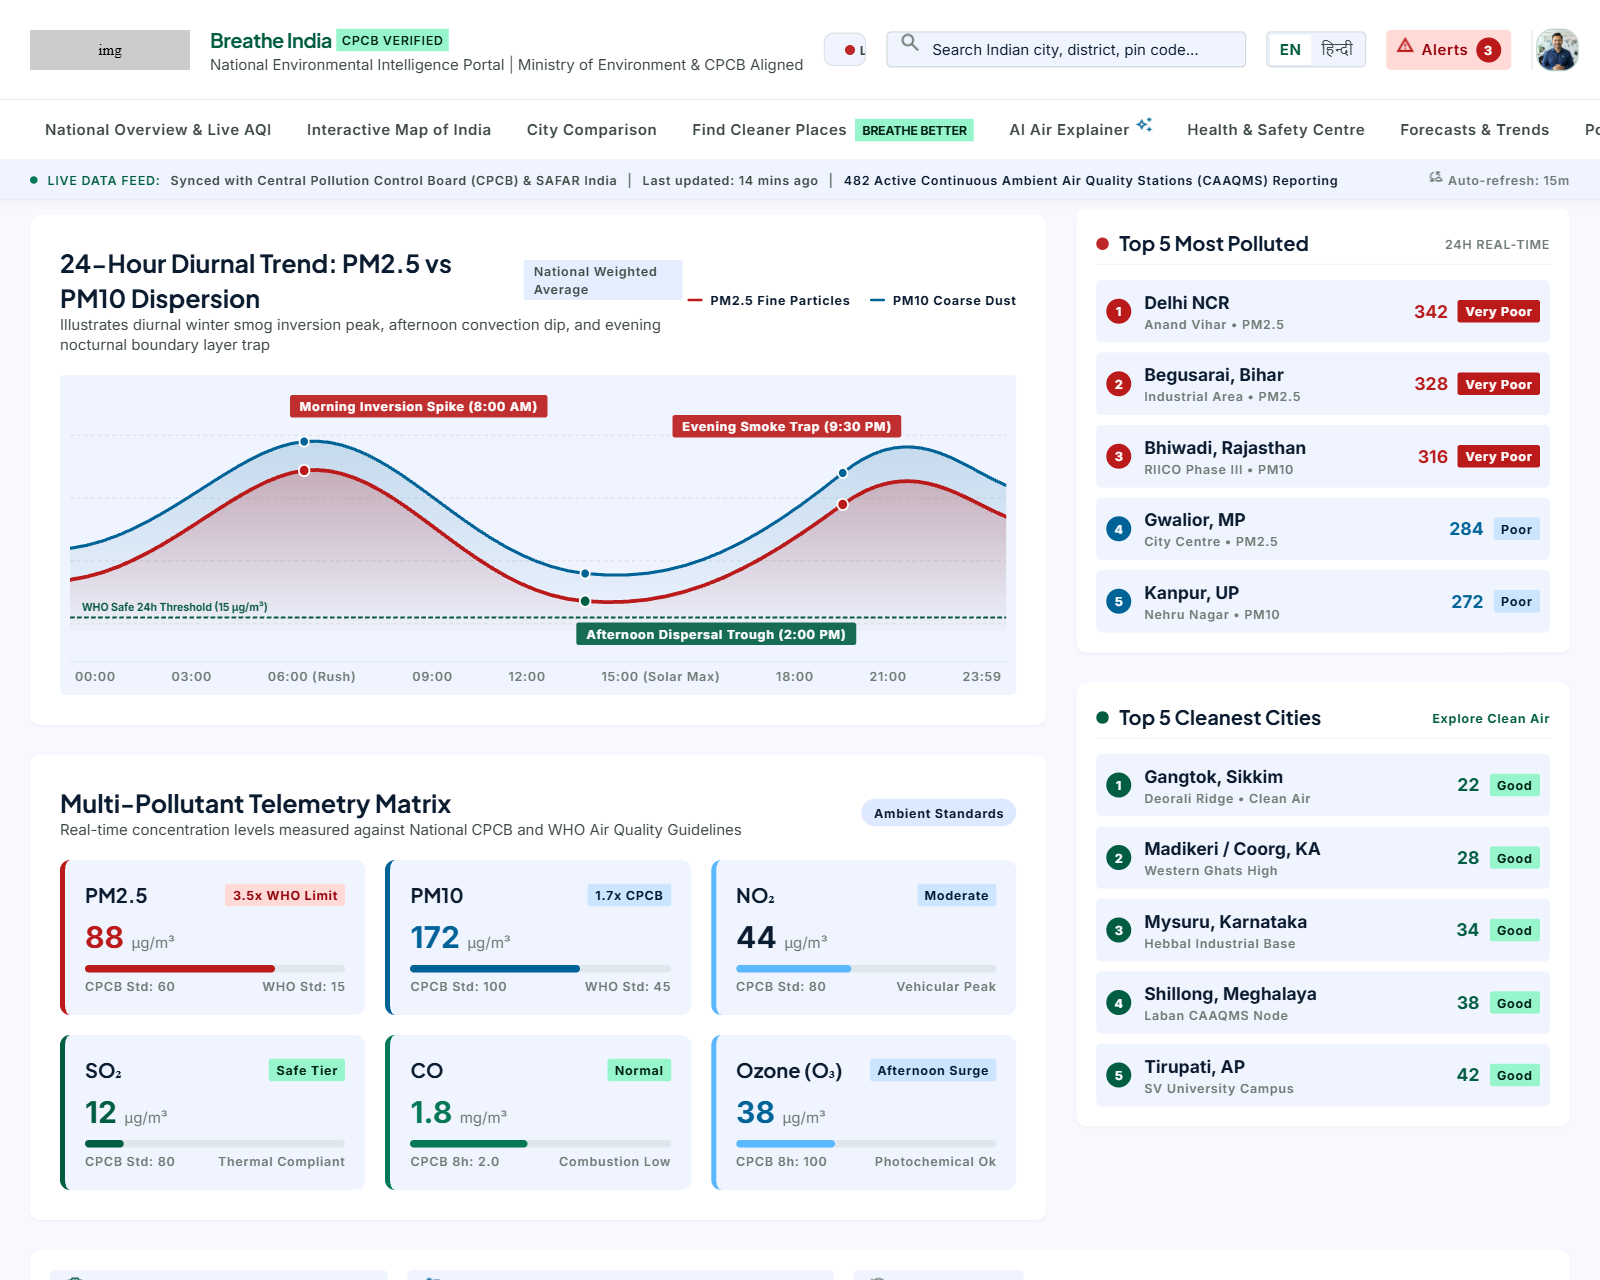 img
Breathe India CPCB VERIFIED
National Environmental Intelligence Portal | Ministry of Environment & CPCB Aligned
Search Indian city, district, pin code...
EN हिन्दी
Alerts 3
National Overview & Live AQI
Interactive Map of India
City Comparison
Find Cleaner Places BREATHE BETTER
AI Air Explainer
Health & Safety Centre
Forecasts & Trends
LIVE DATA FEED: Synced with Central Pollution Control Board (CPCB) & SAFAR India | Last updated: 14 mins ago | 482 Active Continuous Ambient Air Quality Stations (CAAQMS) Reporting
Auto-refresh: 15m
24-Hour Diurnal Trend: PM2.5 vs
PM10 Dispersion
National Weighted
Average
Illustrates diurnal winter smog inversion peak, afternoon convection dip, and evening
nocturnal boundary layer trap
PM2.5 Fine Particles
PM10 Coarse Dust
Morning Inversion Spike (8:00 AM)
Evening Smoke Trap (9:30 PM)
WHO Safe 24h Threshold (15 µg/m³)
Afternoon Dispersal Trough (2:00 PM)
00:00 03:00 06:00 (Rush) 09:00 12:00 15:00 (Solar Max) 18:00 21:00 23:59
Multi-Pollutant Telemetry Matrix
Real-time concentration levels measured against National CPCB and WHO Air Quality Guidelines
Ambient Standards
PM2.5 3.5x WHO Limit
88 µg/m³
CPCB Std: 60 WHO Std: 15
PM10 1.7x CPCB
172 µg/m³
CPCB Std: 100 WHO Std: 45
NO₂ Moderate
44 µg/m³
CPCB Std: 80 Vehicular Peak
SO₂ Safe Tier
12 µg/m³
CPCB Std: 80 Thermal Compliant
CO Normal
1.8 mg/m³
CPCB 8h: 2.0 Combustion Low
Ozone (O₃) Afternoon Surge
38 µg/m³
CPCB 8h: 100 Photochemical Ok
Top 5 Most Polluted 24H REAL-TIME
1 Delhi NCR 342 Very Poor
Anand Vihar • PM2.5
2 Begusarai, Bihar 328 Very Poor
Industrial Area • PM2.5
3 Bhiwadi, Rajasthan 316 Very Poor
RIICO Phase III • PM10
4 Gwalior, MP 284 Poor
City Centre • PM2.5
5 Kanpur, UP 272 Poor
Nehru Nagar • PM10
Top 5 Cleanest Cities Explore Clean Air
1 Gangtok, Sikkim 22 Good
Deorali Ridge • Clean Air
2 Madikeri / Coorg, KA 28 Good
Western Ghats High
3 Mysuru, Karnataka 34 Good
Hebbal Industrial Base
4 Shillong, Meghalaya 38 Good
Laban CAAQMS Node
5 Tirupati, AP 42 Good
SV University Campus